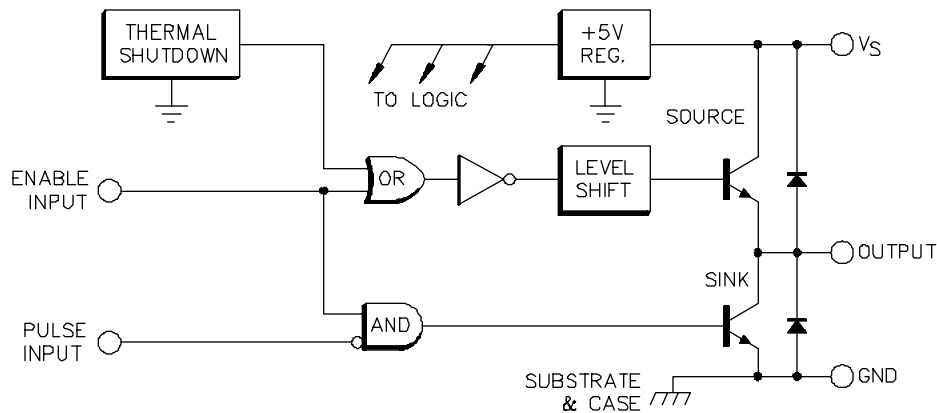 THERMAL
SHUTDOWN
+5V
REG.
VS
TO LOGIC
SOURCE
ENABLE
INPUT
OR
LEVEL
SHIFT
OUTPUT
SINK
PULSE
INPUT
AND
SUBSTRATE
& CASE
GND